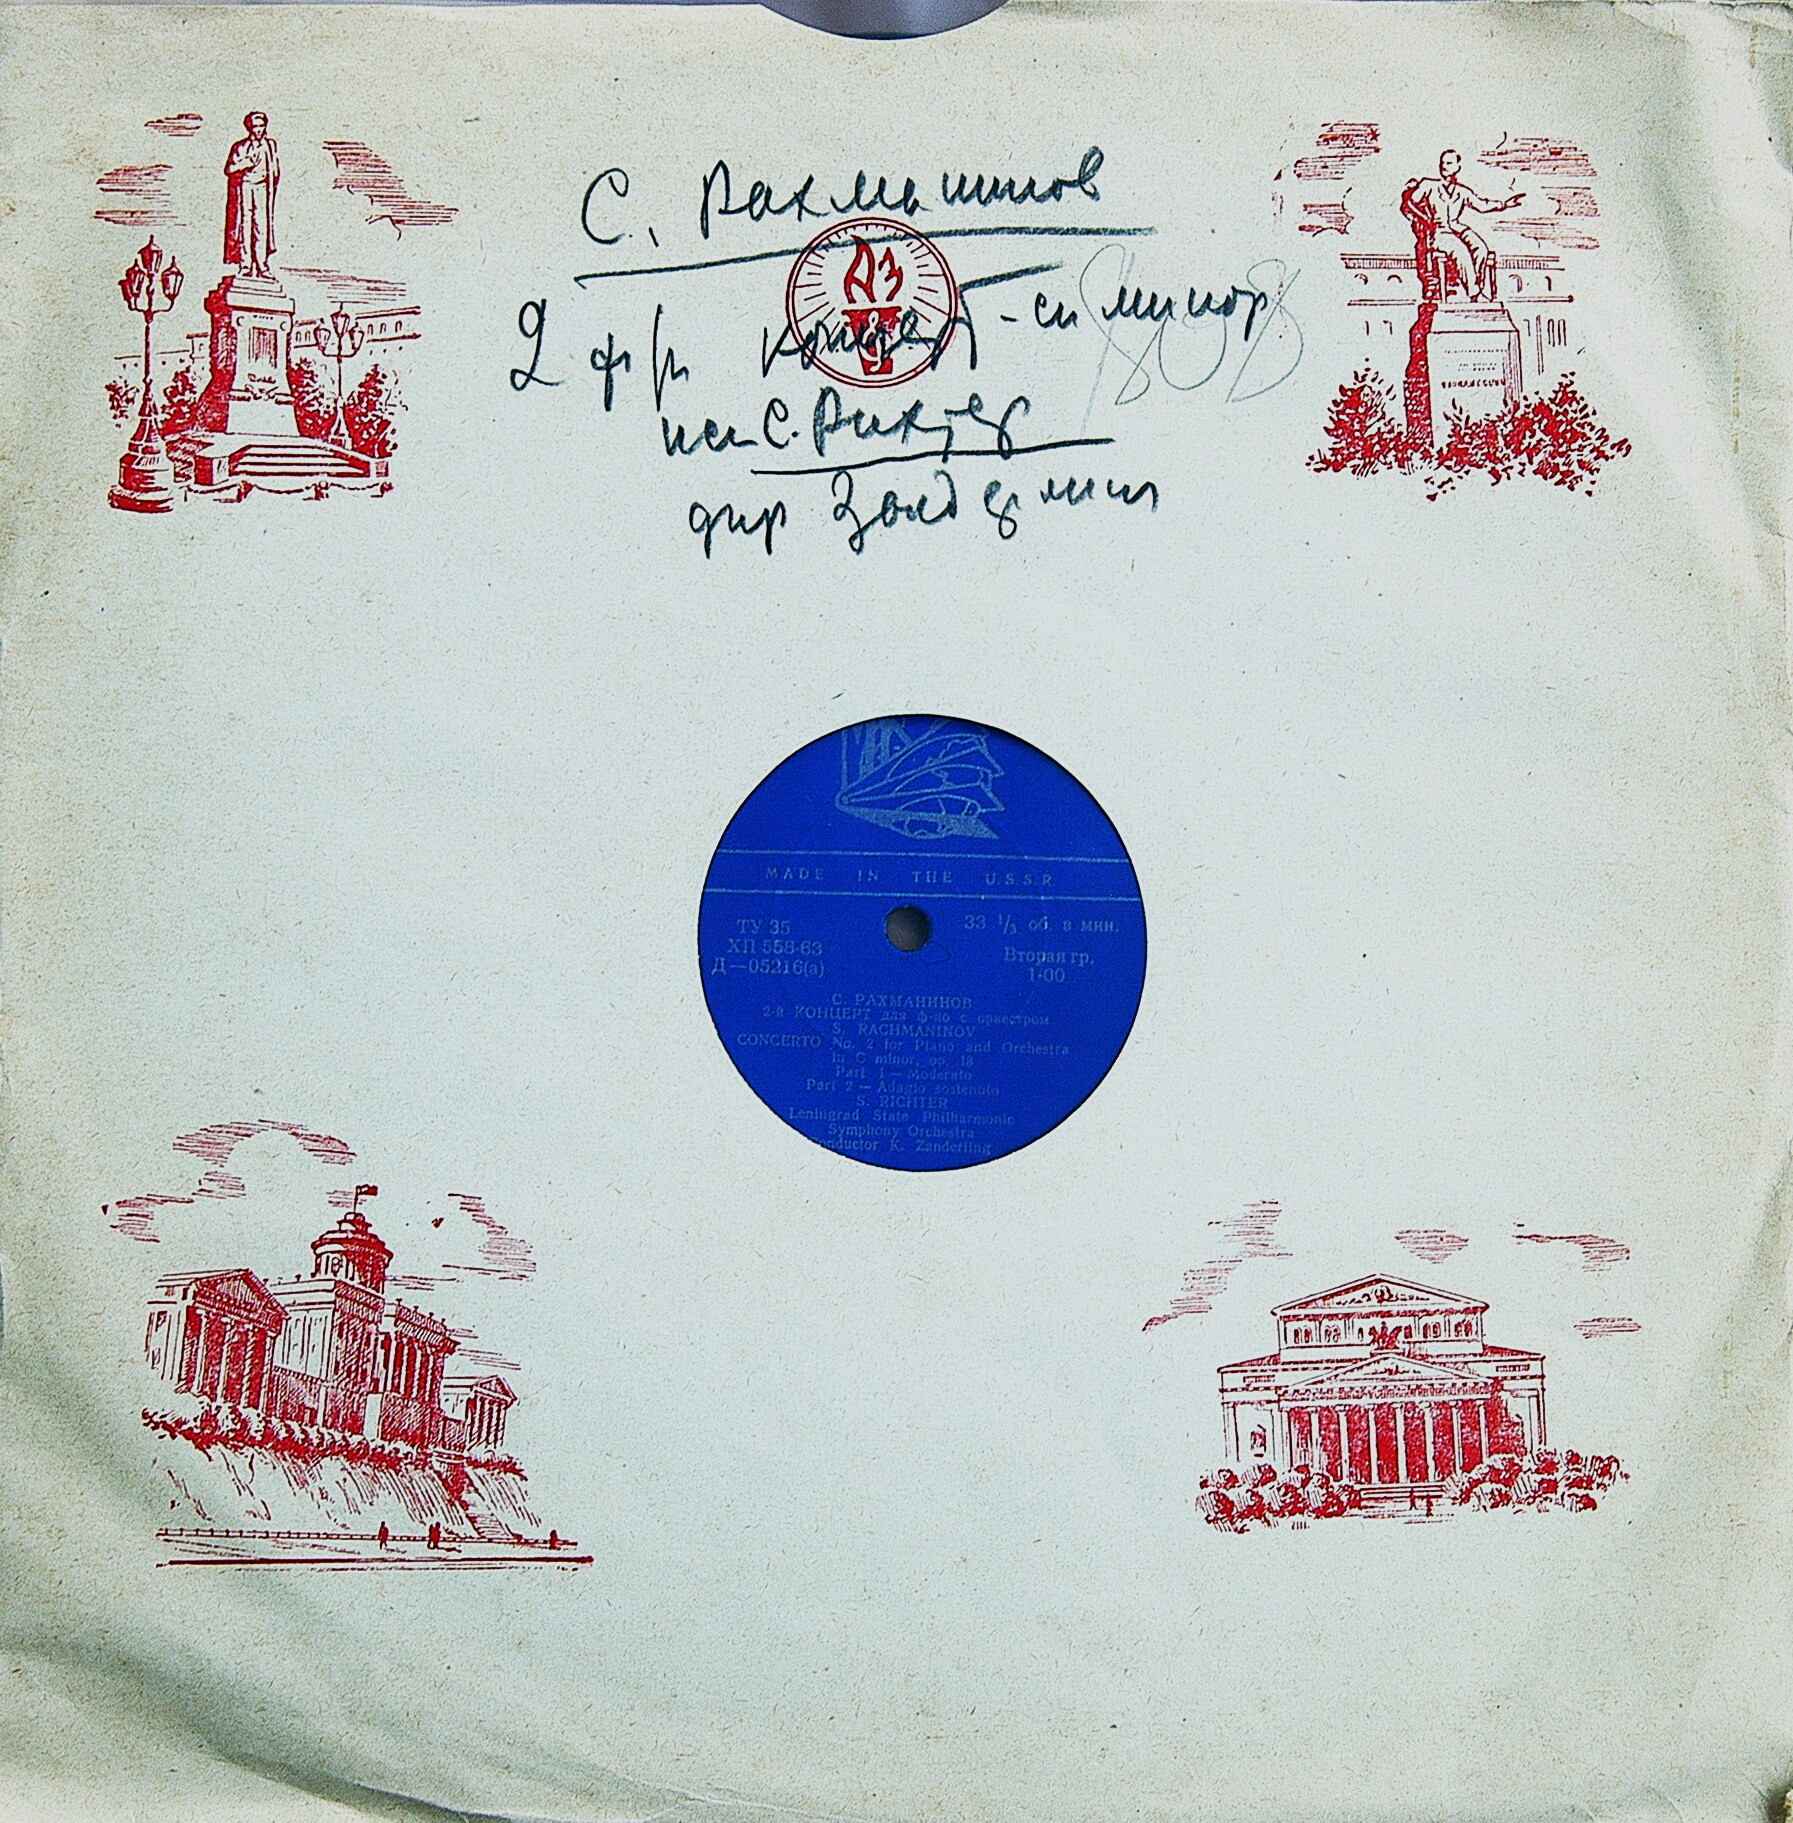 С. Рахманинов
2 ф/п концерт - си минор
808
исп С. Рихтер
дир Зандерлинг
MADE IN THE U.S.S.R.
ТУ 35
ХП 558-63
Д—05216(а)
33 1/3 об. в мин.
Вторая гр.
1-00
С. РАХМАНИНОВ
2-й КОНЦЕРТ для ф-но с оркестром
S. RACHMANINOV
CONCERTO No. 2 for Piano and Orchestra
in C minor, op. 18
Part 1 — Moderato
Part 2 — Adagio sostenuto
S. RICHTER
Leningrad State Philharmonic
Symphony Orchestra
Conductor K. Zanderling